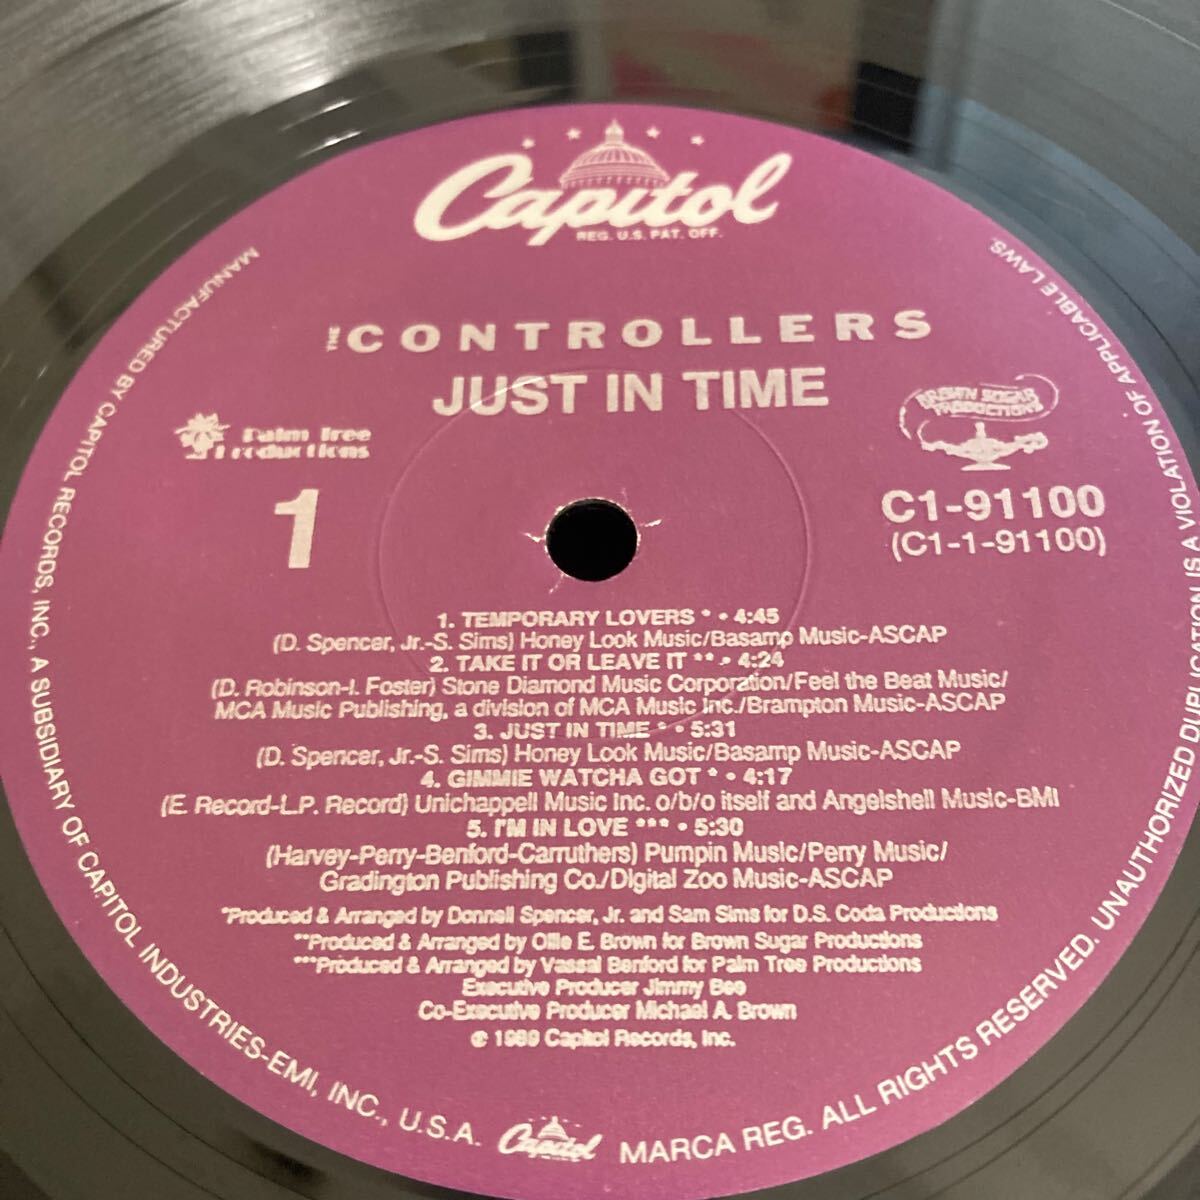 Capitol
REG. U.S. PAT. OFF.
THE CONTROLLERS
JUST IN TIME
Palm Tree
Productions
BROWN SUGAR
PRODUCTIONS
1
C1-91100
(C1-1-91100)
1. TEMPORARY LOVERS * • 4:45
(D. Spencer, Jr.-S. Sims) Honey Look Music/Basamp Music-ASCAP
2. TAKE IT OR LEAVE IT ** • 4:24
(D. Robinson-I. Foster) Stone Diamond Music Corporation/Feel the Beat Music/
MCA Music Publishing, a division of MCA Music Inc./Brampton Music-ASCAP
3. JUST IN TIME * • 5:31
(D. Spencer, Jr.-S. Sims) Honey Look Music/Basamp Music-ASCAP
4. GIMMIE WATCHA GOT * • 4:17
(E. Record-L.P. Record) Unichappell Music Inc. o/b/o itself and Angelshell Music-BMI
5. I'M IN LOVE *** • 5:30
(Harvey-Perry-Benford-Carruthers) Pumpin Music/Perry Music/
Gradington Publishing Co./Digital Zoo Music-ASCAP
*Produced & Arranged by Donnell Spencer, Jr. and Sam Sims for D.S. Coda Productions
**Produced & Arranged by Ollie E. Brown for Brown Sugar Productions
***Produced & Arranged by Vassal Benford for Palm Tree Productions
Executive Producer Jimmy Bee
Co-Executive Producer Michael A. Brown
℗ 1989 Capitol Records, Inc.
MANUFACTURED BY CAPITOL RECORDS, INC., A SUBSIDIARY OF CAPITOL INDUSTRIES-EMI, INC., U.S.A. Capitol MARCA REG. ALL RIGHTS RESERVED. UNAUTHORIZED DUPLICATION IS A VIOLATION OF APPLICABLE LAWS.